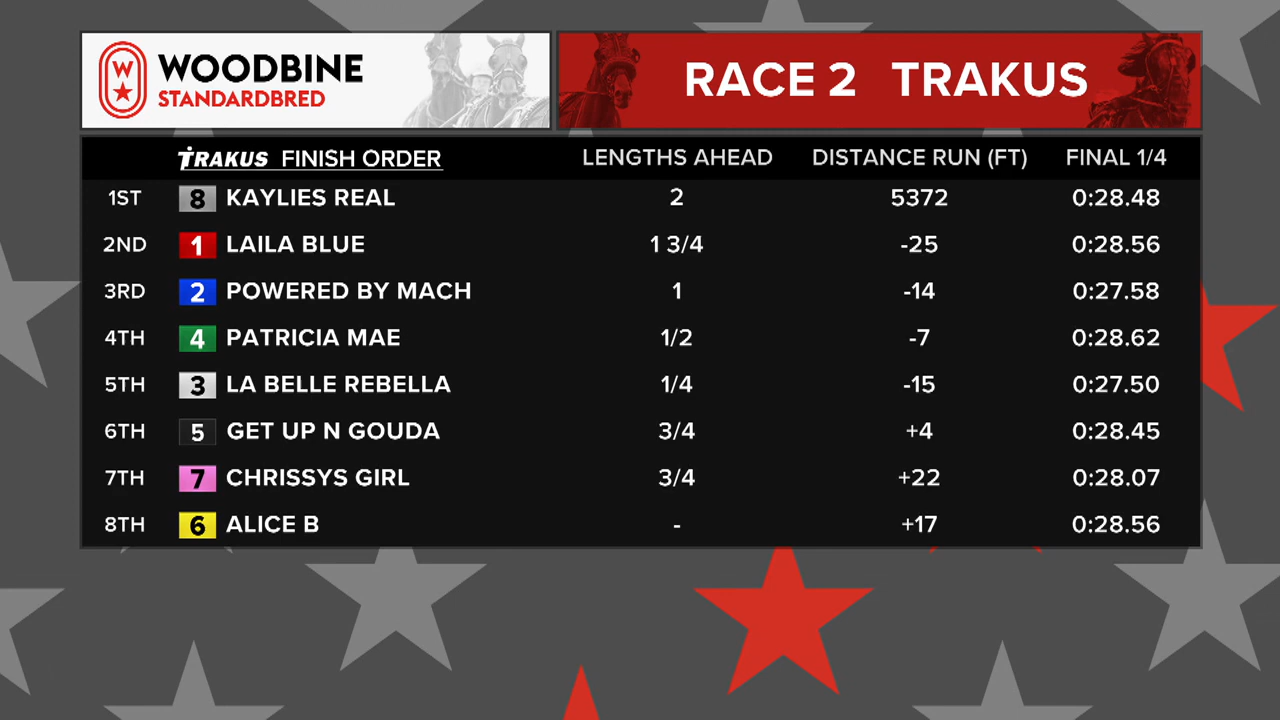 W
WOODBINE
STANDARDBRED
RACE 2 TRAKUS
TRAKUS FINISH ORDER LENGTHS AHEAD DISTANCE RUN (FT) FINAL 1/4
1ST 8 KAYLIES REAL 2 5372 0:28.48
2ND 1 LAILA BLUE 1 3/4 -25 0:28.56
3RD 2 POWERED BY MACH 1 -14 0:27.58
4TH 4 PATRICIA MAE 1/2 -7 0:28.62
5TH 3 LA BELLE REBELLA 1/4 -15 0:27.50
6TH 5 GET UP N GOUDA 3/4 +4 0:28.45
7TH 7 CHRISSYS GIRL 3/4 +22 0:28.07
8TH 6 ALICE B - +17 0:28.56